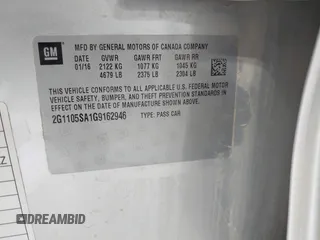 GM
MFD BY GENERAL MOTORS OF CANADA COMPANY
DATE GVWR GAWR FRT GAWR RR
01/16 2122 KG 1077 KG 1045 KG
4679 LB 2375 LB 2304 LB
THIS VEHICLE CONFORMS TO ALL APPLICABLE U.S. FEDERAL MOTOR
VEHICLE SAFETY, BUMPER, AND THEFT PREVENTION STANDARDS IN
EFFECT ON THE DATE OF MANUFACTURE SHOWN ABOVE.
2G1105SA1G9162946 TYPE: PASS CAR
DREAMBID